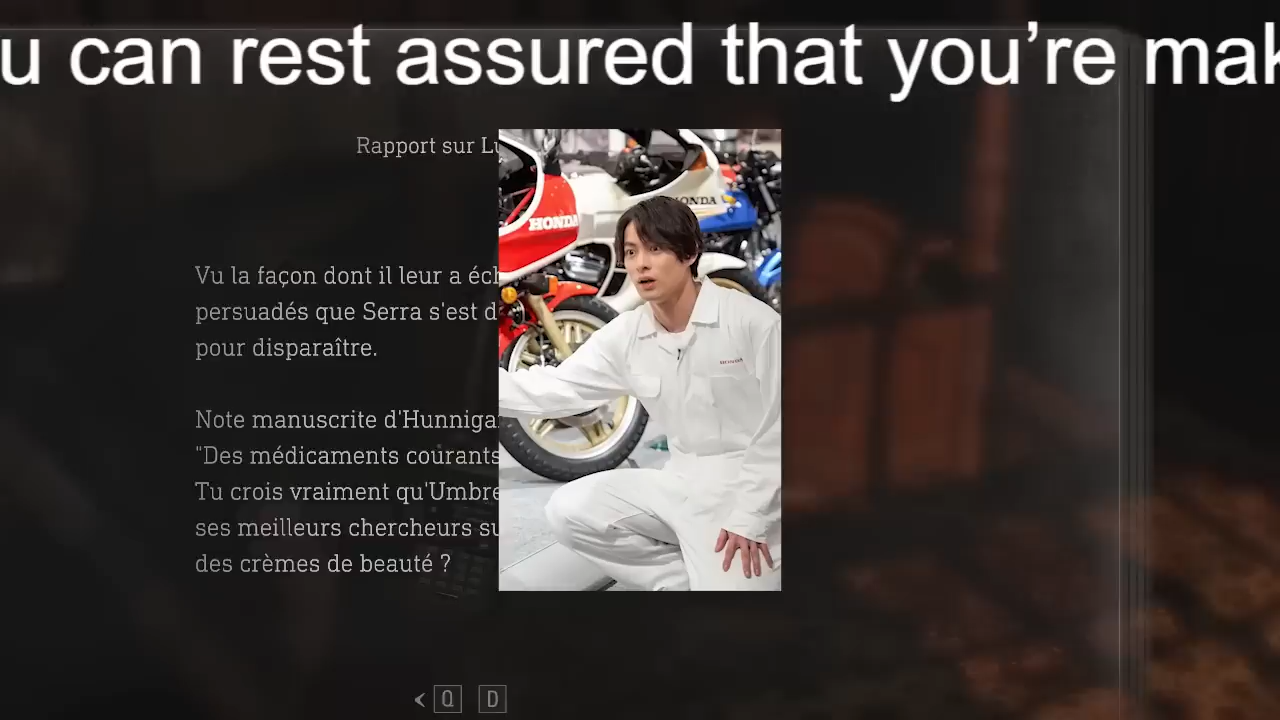 u can rest assured that you’re mak
Rapport sur Lu
HONDA
HONDA
Vu la façon dont il leur a éch
persuadés que Serra s'est d
pour disparaître.
HONDA
Note manuscrite d'Hunniga
"Des médicaments courants
Tu crois vraiment qu'Umbre
ses meilleurs chercheurs su
des crèmes de beauté ?
< Q D